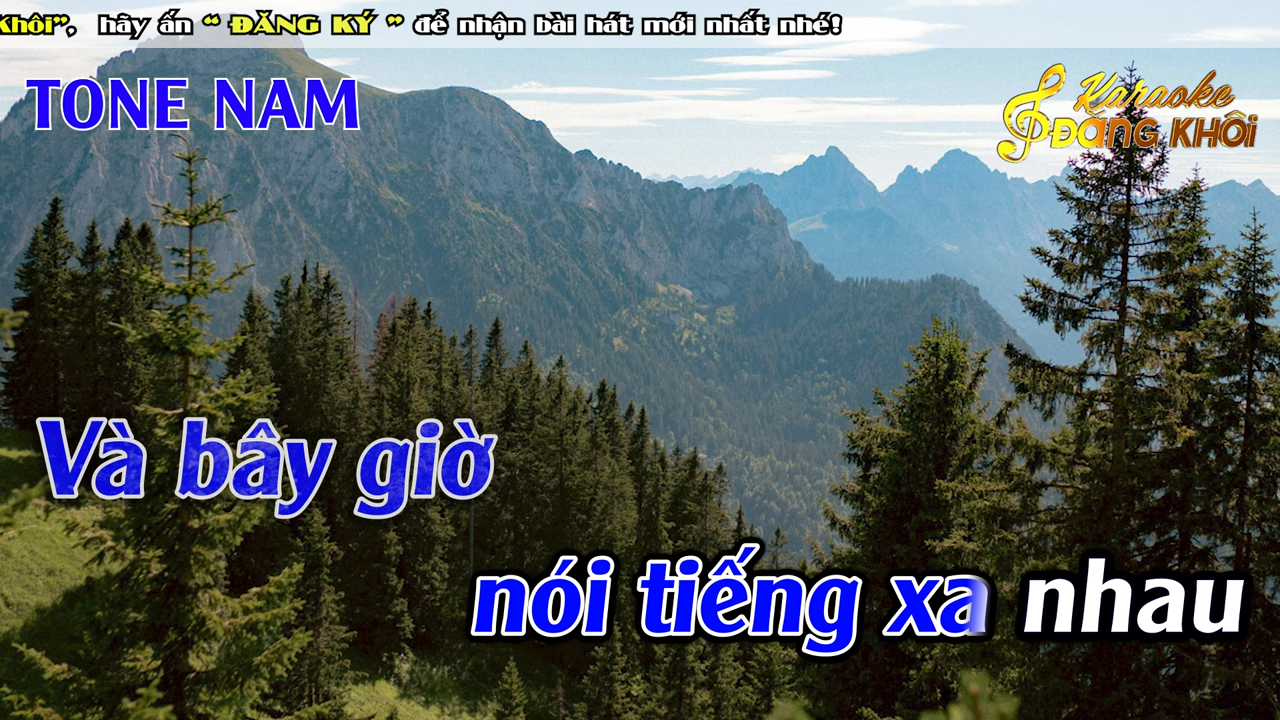 Khôi”, hãy ấn “ ĐĂNG KÝ ” để nhận bài hát mới nhất nhé!
TONE NAM
Karaoke
ĐĂNG KHÔI
Và bây giờ
nói tiếng xa nhau